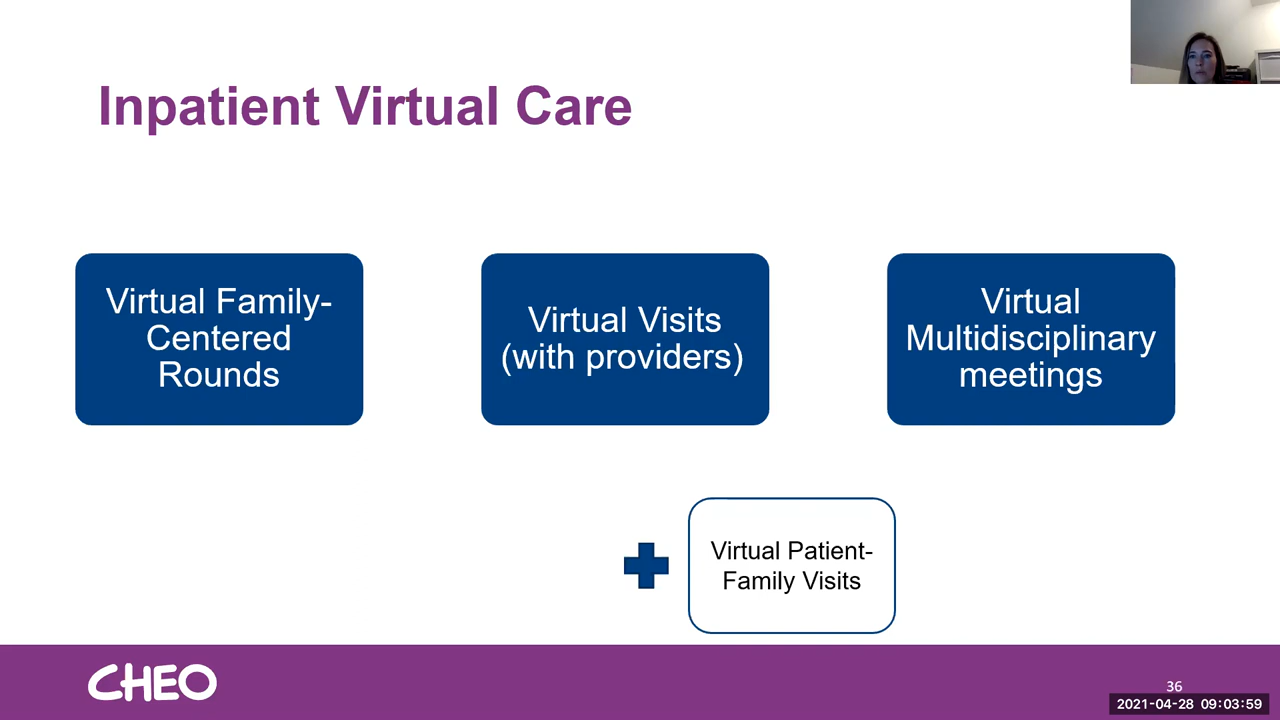 Inpatient Virtual Care
Virtual Family-
Centered
Rounds
Virtual Visits
(with providers)
Virtual
Multidisciplinary
meetings
Virtual Patient-
Family Visits
CHEO
36
2021-04-28 09:03:59